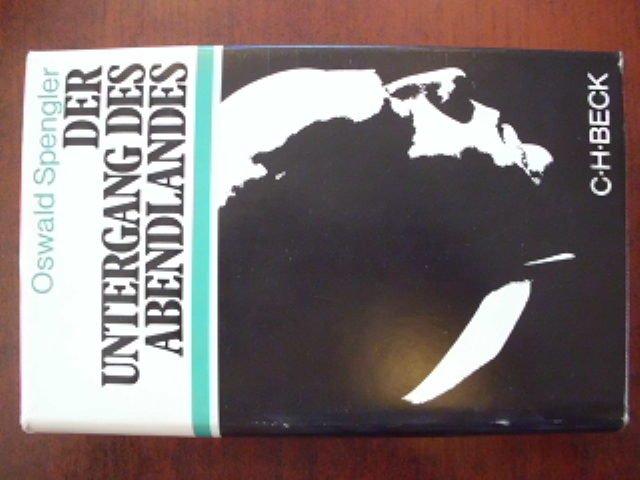 Oswald Spengler
DER
UNTERGANG DES
ABENDLANDES
C·H·BECK